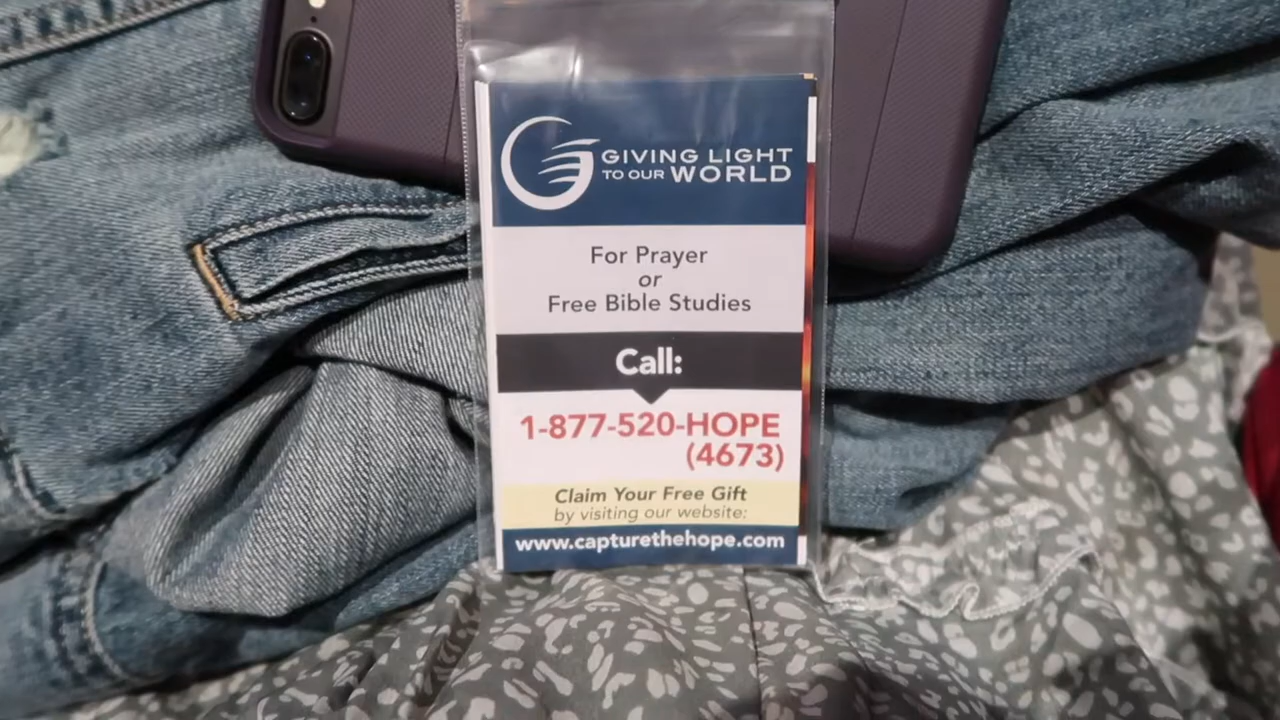 GIVING LIGHT
TO OUR WORLD
For Prayer
or
Free Bible Studies
Call:
1-877-520-HOPE
(4673)
Claim Your Free Gift
by visiting our website:
www.capturethehope.com